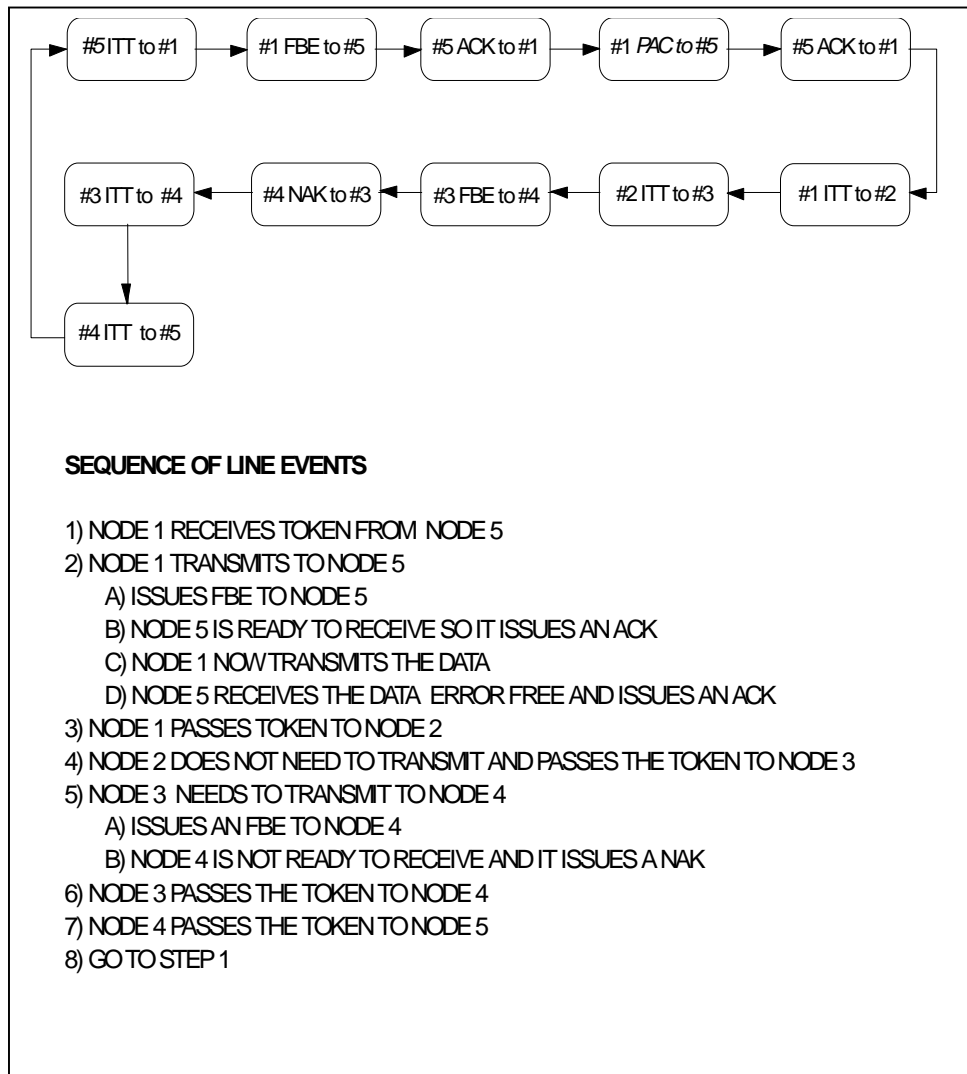 #5 ITT to #1
#1 FBE to #5
#5 ACK to #1
#1 PAC to #5
#5 ACK to #1
#1 ITT to #2
#2 ITT to #3
#3 FBE to #4
#4 NAK to #3
#3 ITT to #4
#4 ITT to #5
SEQUENCE OF LINE EVENTS
1) NODE 1 RECEIVES TOKEN FROM NODE 5
2) NODE 1 TRANSMITS TO NODE 5
A) ISSUES FBE TO NODE 5
B) NODE 5 IS READY TO RECEIVE SO IT ISSUES AN ACK
C) NODE 1 NOW TRANSMITS THE DATA
D) NODE 5 RECEIVES THE DATA ERROR FREE AND ISSUES AN ACK
3) NODE 1 PASSES TOKEN TO NODE 2
4) NODE 2 DOES NOT NEED TO TRANSMIT AND PASSES THE TOKEN TO NODE 3
5) NODE 3 NEEDS TO TRANSMIT TO NODE 4
A) ISSUES AN FBE TO NODE 4
B) NODE 4 IS NOT READY TO RECEIVE AND IT ISSUES A NAK
6) NODE 3 PASSES THE TOKEN TO NODE 4
7) NODE 4 PASSES THE TOKEN TO NODE 5
8) GO TO STEP 1